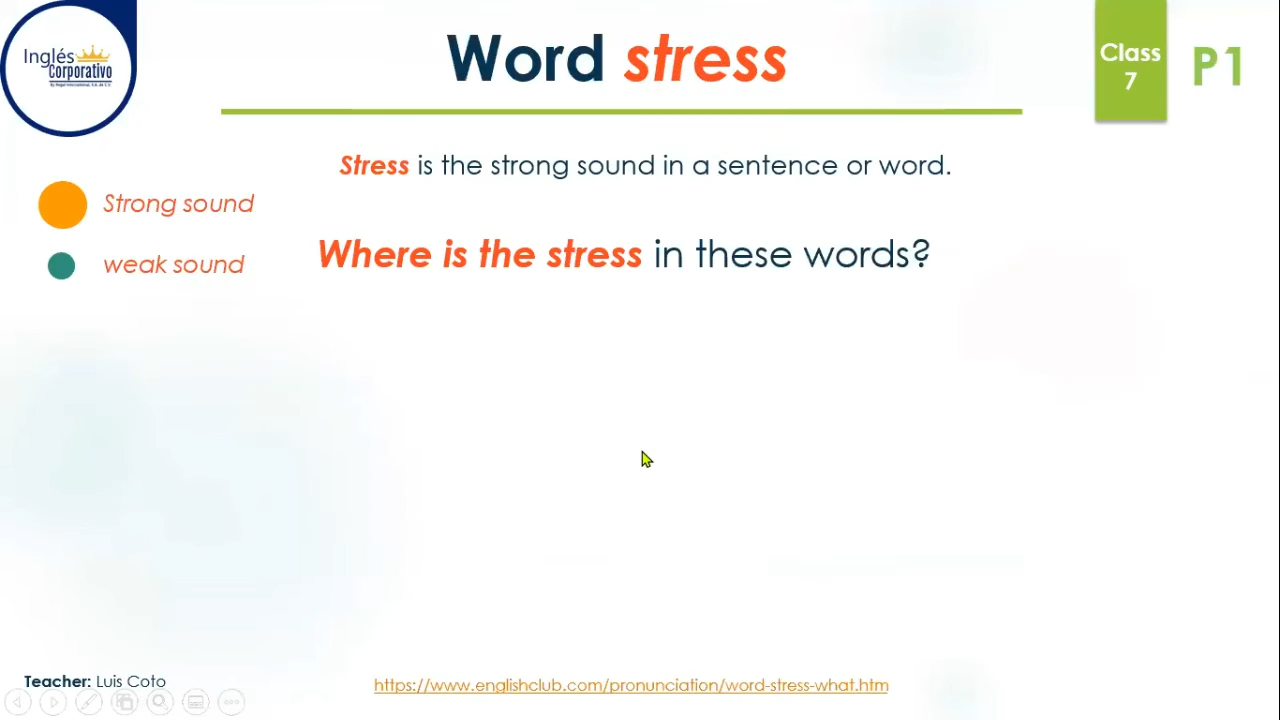 Inglés
Corporativo
Word stress
Class
7
P1
Stress is the strong sound in a sentence or word.
Strong sound
Where is the stress in these words?
weak sound
Teacher: Luis Coto
https://www.englishclub.com/pronunciation/word-stress-what.htm